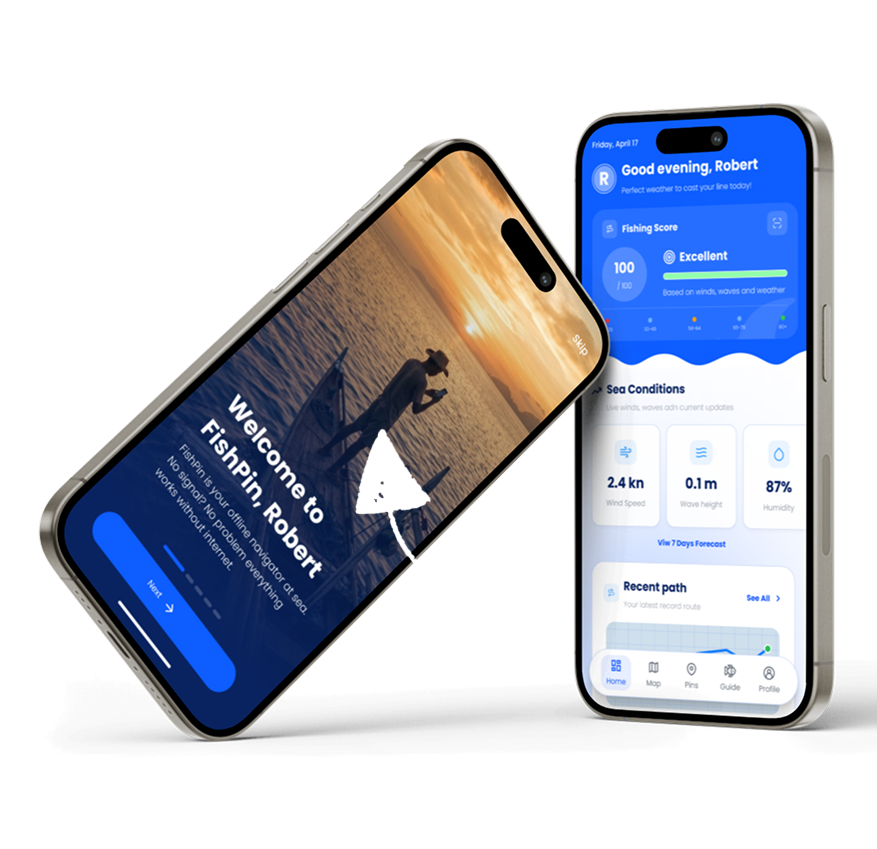 Skip
Welcome to
FishPin, Robert
FishPin is your offline navigator at sea.
No signal? No problem everything
works without internet.
Next
Friday, April 17
R
Good evening, Robert
Perfect weather to cast your line today!
Fishing Score
100
/ 100
Excellent
Based on winds, waves and weather
80+
Sea Conditions
Live winds, waves adn current updates
2.4 kn
Wind Speed
0.1 m
Wave height
87%
Humidity
Viw 7 Days Forecast
Recent path
Your latest record route
See All
Home
Map
Pins
Guide
Profile